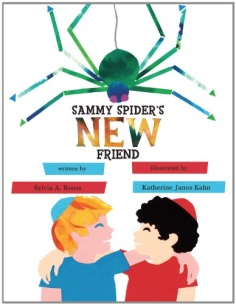 SAMMY SPIDER'S
NEW
FRIEND
written by
illustrated by
Sylvia A. Rouss
Katherine Janus Kahn